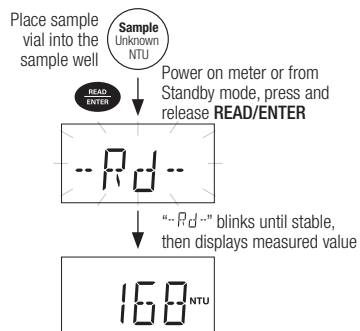 Place sample
vial into the
sample well
Sample
Unknown
NTU
READ
ENTER
Power on meter or from
Standby mode, press and
release READ/ENTER
--Rd--
“--Rd--” blinks until stable,
then displays measured value
168 NTU